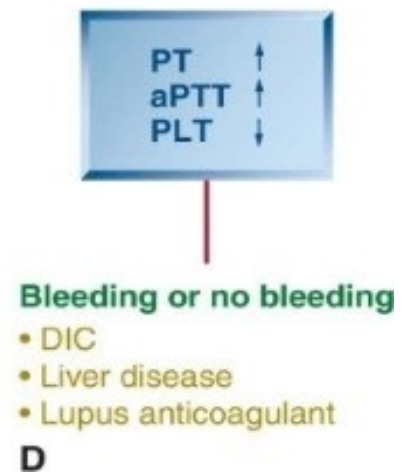 PT ↑
aPTT ↑
PLT ↓
Bleeding or no bleeding
• DIC
• Liver disease
• Lupus anticoagulant
D